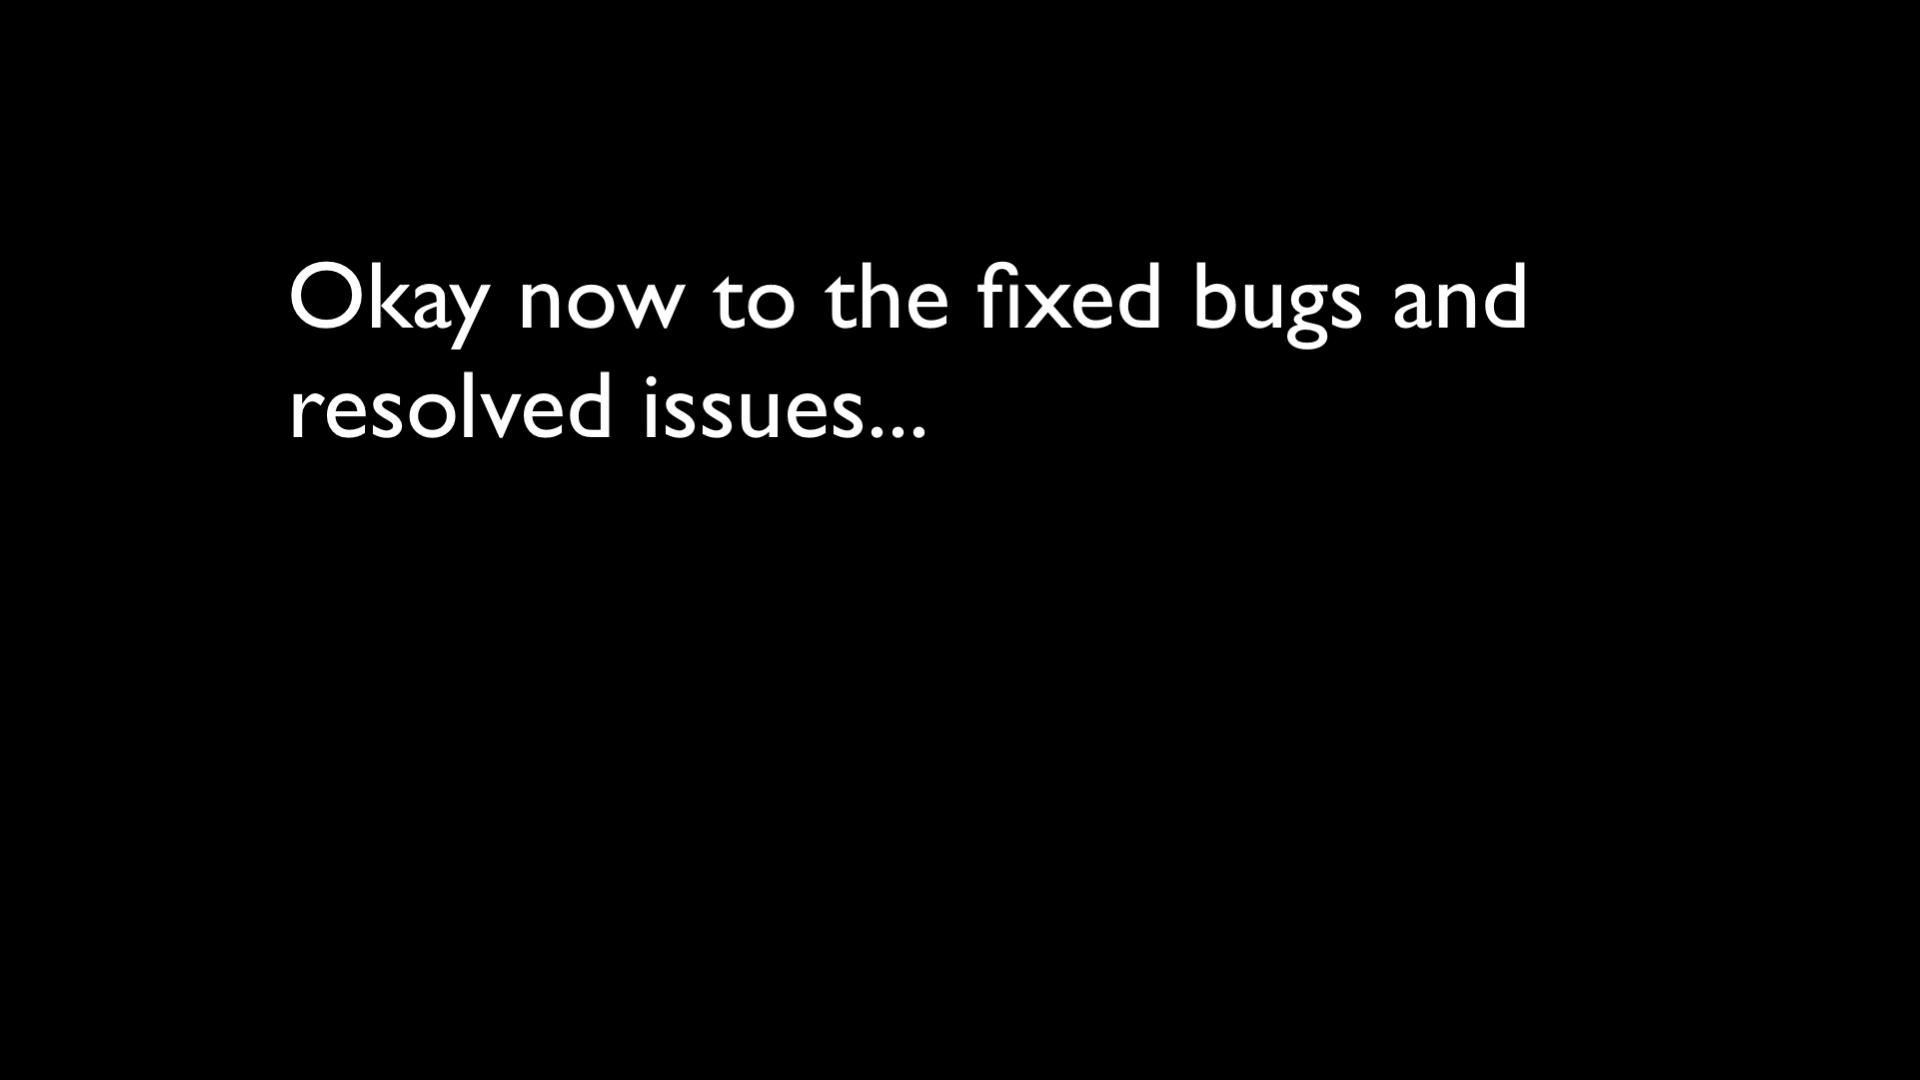 Okay now to the fixed bugs and
resolved issues...